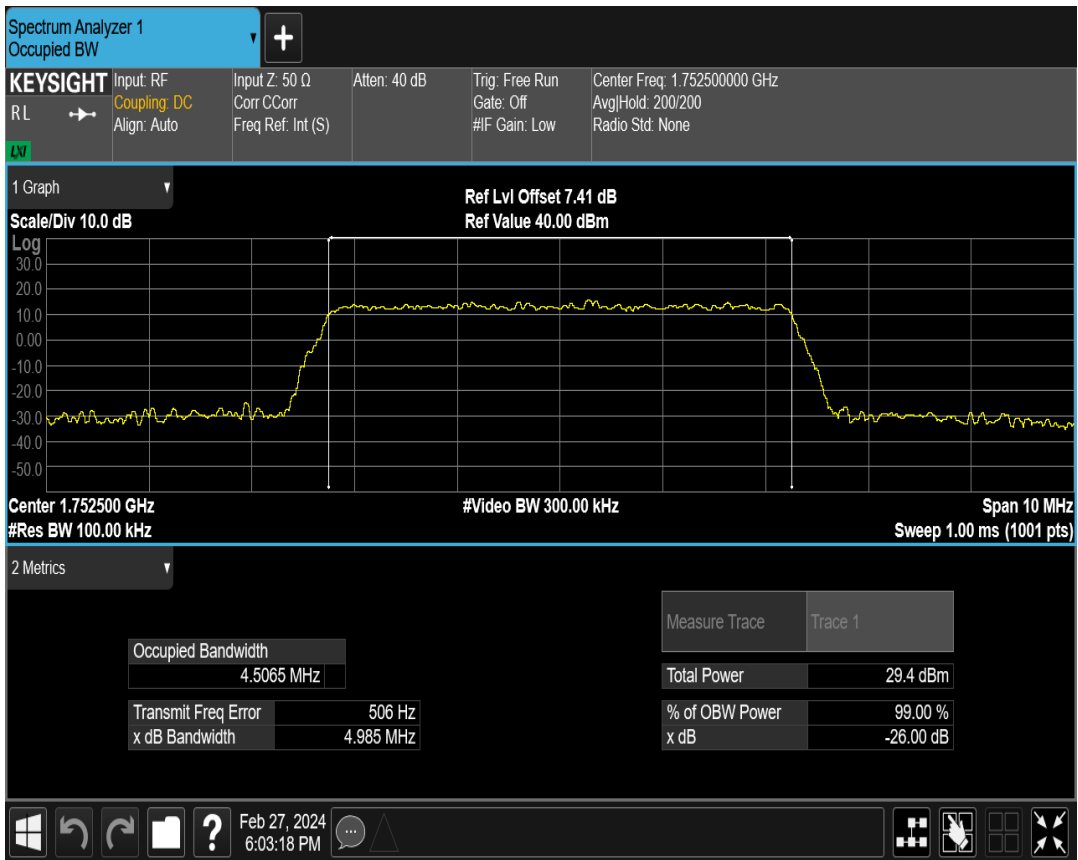 Spectrum Analyzer 1
Occupied BW
KEYSIGHT
RL
LXI
Input: RF
Coupling: DC
Align: Auto
Input Z: 50 Ω
Corr CCorr
Freq Ref: Int (S)
Atten: 40 dB
Trig: Free Run
Gate: Off
#IF Gain: Low
Center Freq: 1.752500000 GHz
Avg|Hold: 200/200
Radio Std: None
1 Graph
Ref Lvl Offset 7.41 dB
Scale/Div 10.0 dB
Ref Value 40.00 dBm
Log
30.0
20.0
10.0
0.00
-10.0
-20.0
-30.0
-40.0
-50.0
Center 1.752500 GHz
#Video BW 300.00 kHz
Span 10 MHz
#Res BW 100.00 kHz
Sweep 1.00 ms (1001 pts)
2 Metrics
Measure Trace
Trace 1
Occupied Bandwidth
4.5065 MHz
Total Power
29.4 dBm
Transmit Freq Error
506 Hz
% of OBW Power
99.00 %
x dB Bandwidth
4.985 MHz
x dB
-26.00 dB
Feb 27, 2024
6:03:18 PM